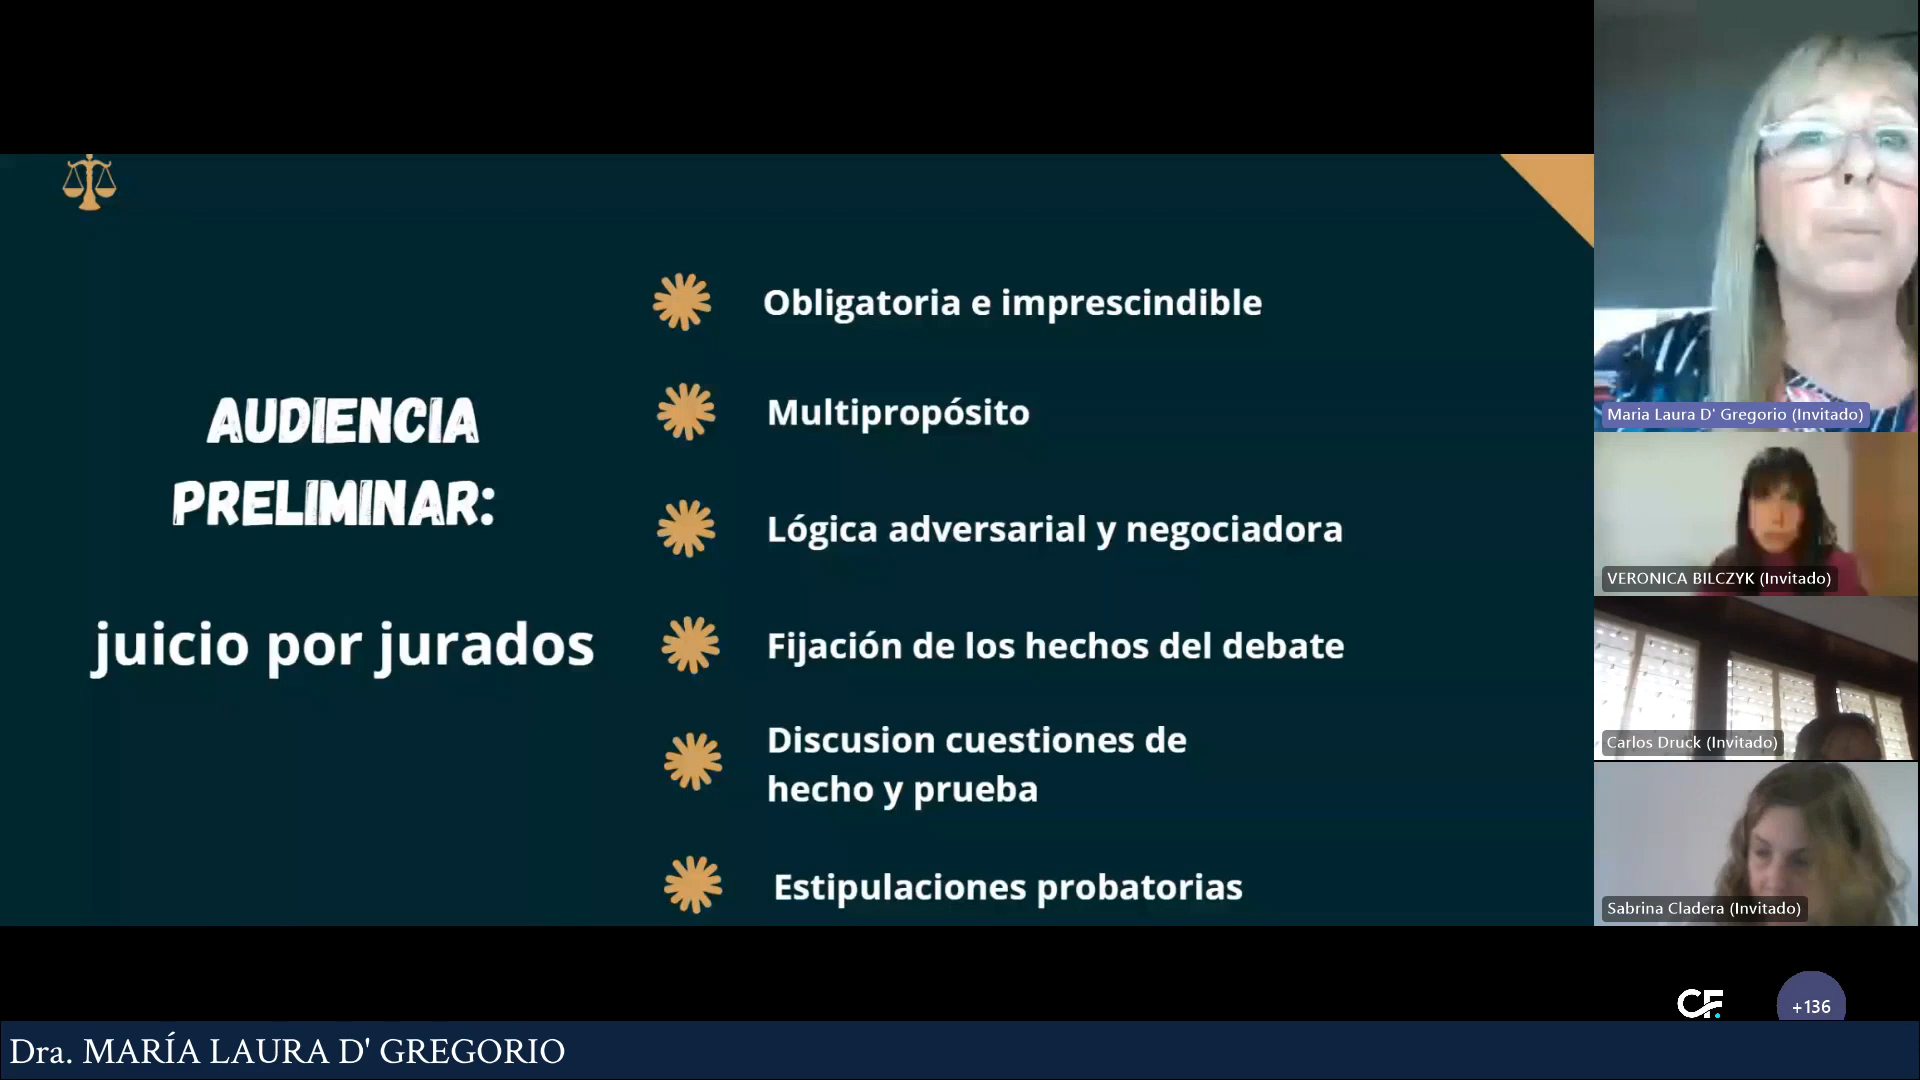 AUDIENCIA
PRELIMINAR:
juicio por jurados
Obligatoria e imprescindible
Multipropósito
Lógica adversarial y negociadora
Fijación de los hechos del debate
Discusion cuestiones de
hecho y prueba
Estipulaciones probatorias
Maria Laura D' Gregorio (Invitado)
VERONICA BILCZYK (Invitado)
Carlos Druck (Invitado)
Sabrina Cladera (Invitado)
CF
+136
Dra. MARÍA LAURA D' GREGORIO